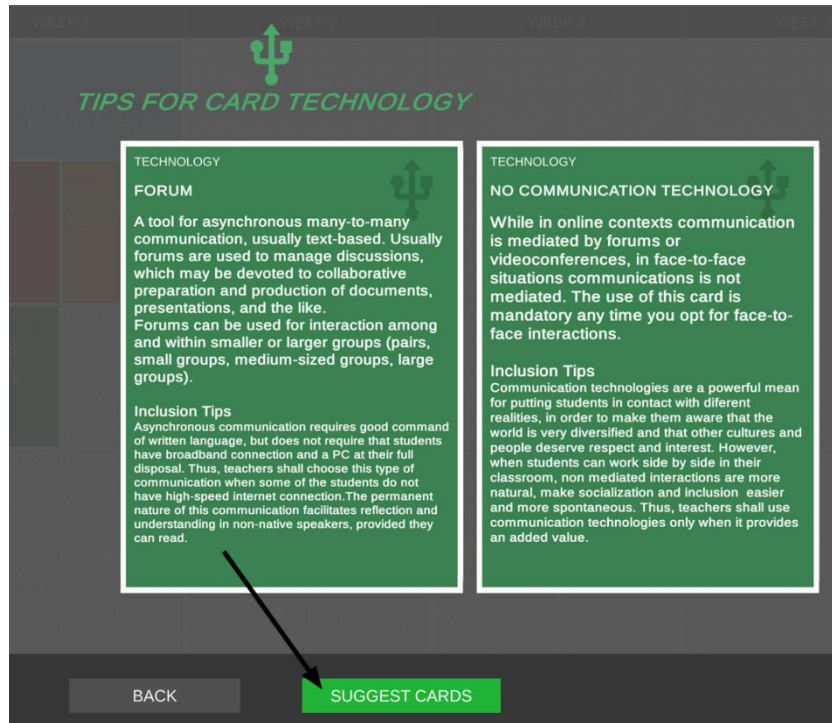 WEEK 1
WEEK 2
WEEK 3
WEEK
TIPS FOR CARD TECHNOLOGY
TECHNOLOGY
FORUM
A tool for asynchronous many-to-many
communication, usually text-based. Usually
forums are used to manage discussions,
which may be devoted to collaborative
preparation and production of documents,
presentations, and the like.
Forums can be used for interaction among
and within smaller or larger groups (pairs,
small groups, medium-sized groups, large
groups).
Inclusion Tips
Asynchronous communication requires good command
of written language, but does not require that students
have broadband connection and a PC at their full
disposal. Thus, teachers shall choose this type of
communication when some of the students do not
have high-speed internet connection.The permanent
nature of this communication facilitates reflection and
understanding in non-native speakers, provided they
can read.
TECHNOLOGY
NO COMMUNICATION TECHNOLOGY
While in online contexts communication
is mediated by forums or
videoconferences, in face-to-face
situations communications is not
mediated. The use of this card is
mandatory any time you opt for face-to-
face interactions.
Inclusion Tips
Communication technologies are a powerful mean
for putting students in contact with diferent
realities, in order to make them aware that the
world is very diversified and that other cultures and
people deserve respect and interest. However,
when students can work side by side in their
classroom, non mediated interactions are more
natural, make socialization and inclusion easier
and more spontaneous. Thus, teachers shall use
communication technologies only when it provides
an added value.
BACK
SUGGEST CARDS